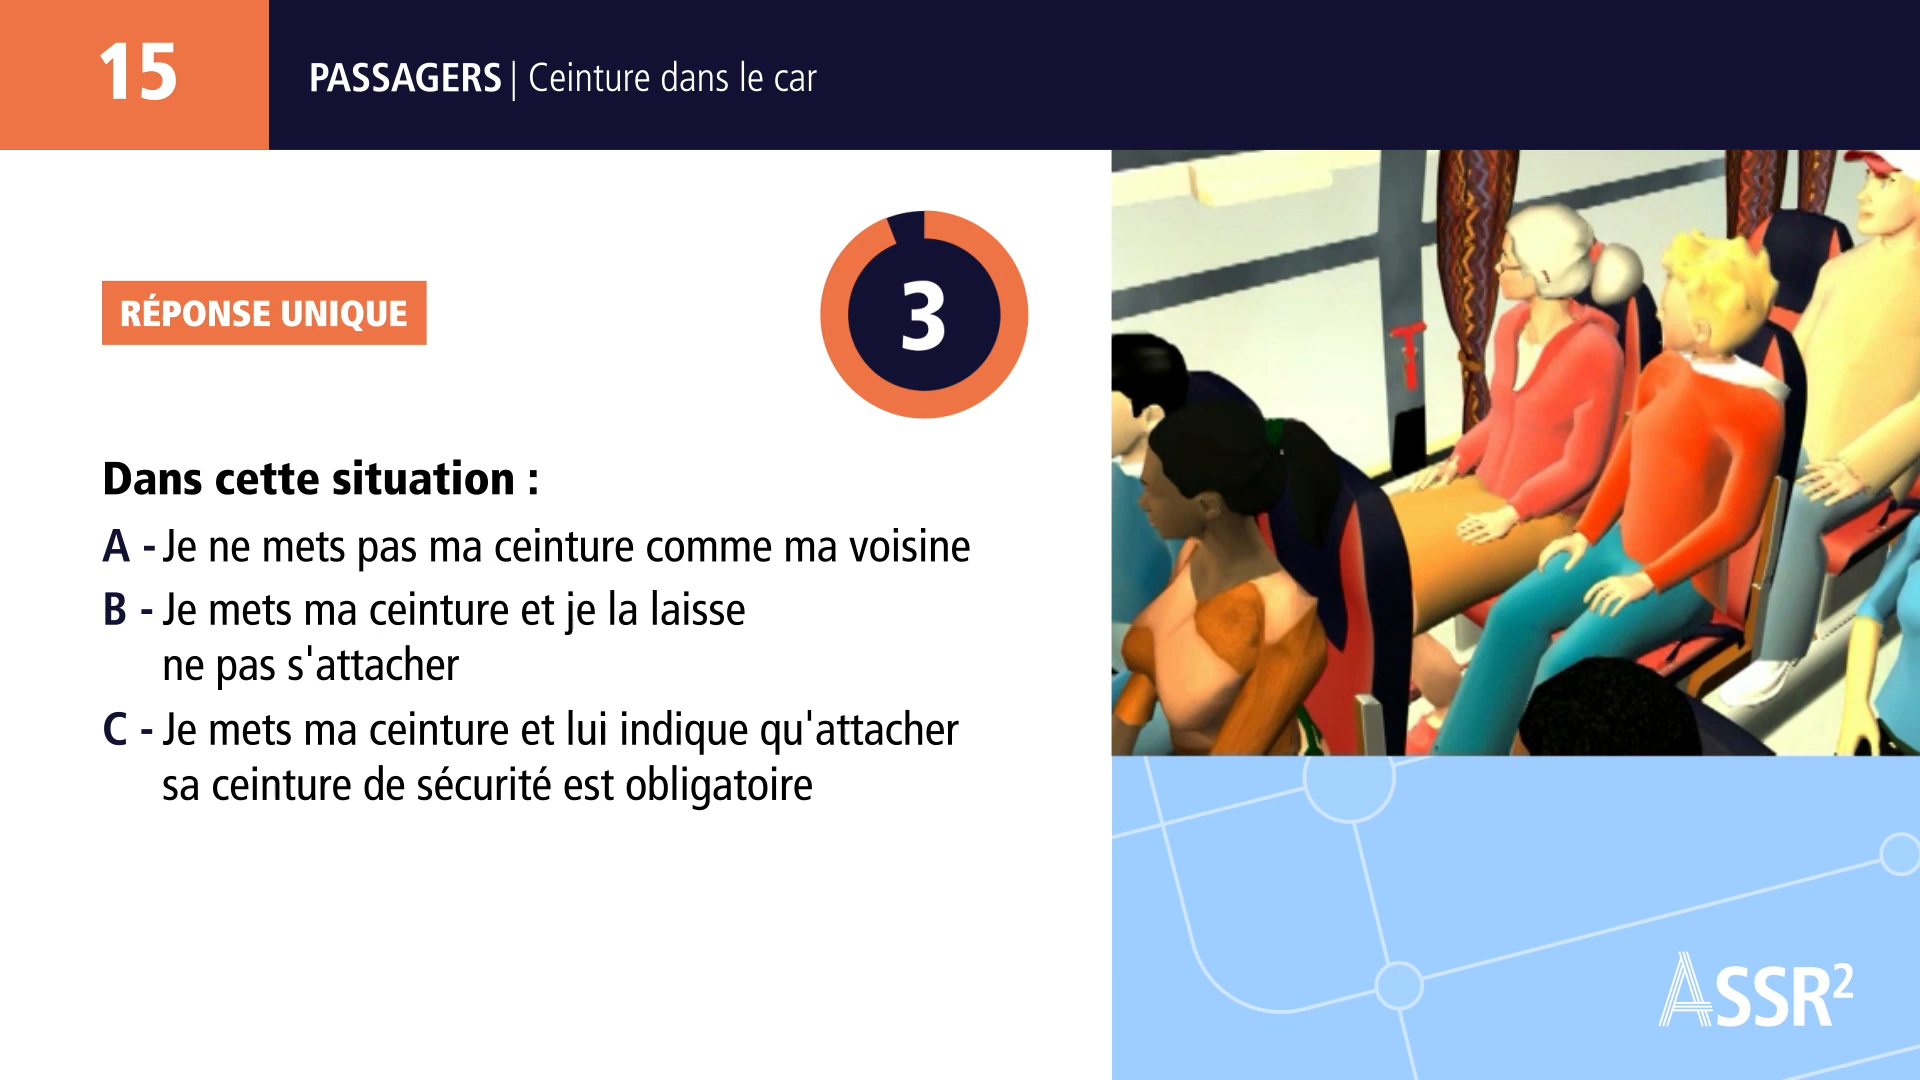 15
PASSAGERS | Ceinture dans le car
RÉPONSE UNIQUE
3
Dans cette situation :
A - Je ne mets pas ma ceinture comme ma voisine
B - Je mets ma ceinture et je la laisse
ne pas s'attacher
C - Je mets ma ceinture et lui indique qu'attacher
sa ceinture de sécurité est obligatoire
ASSR²